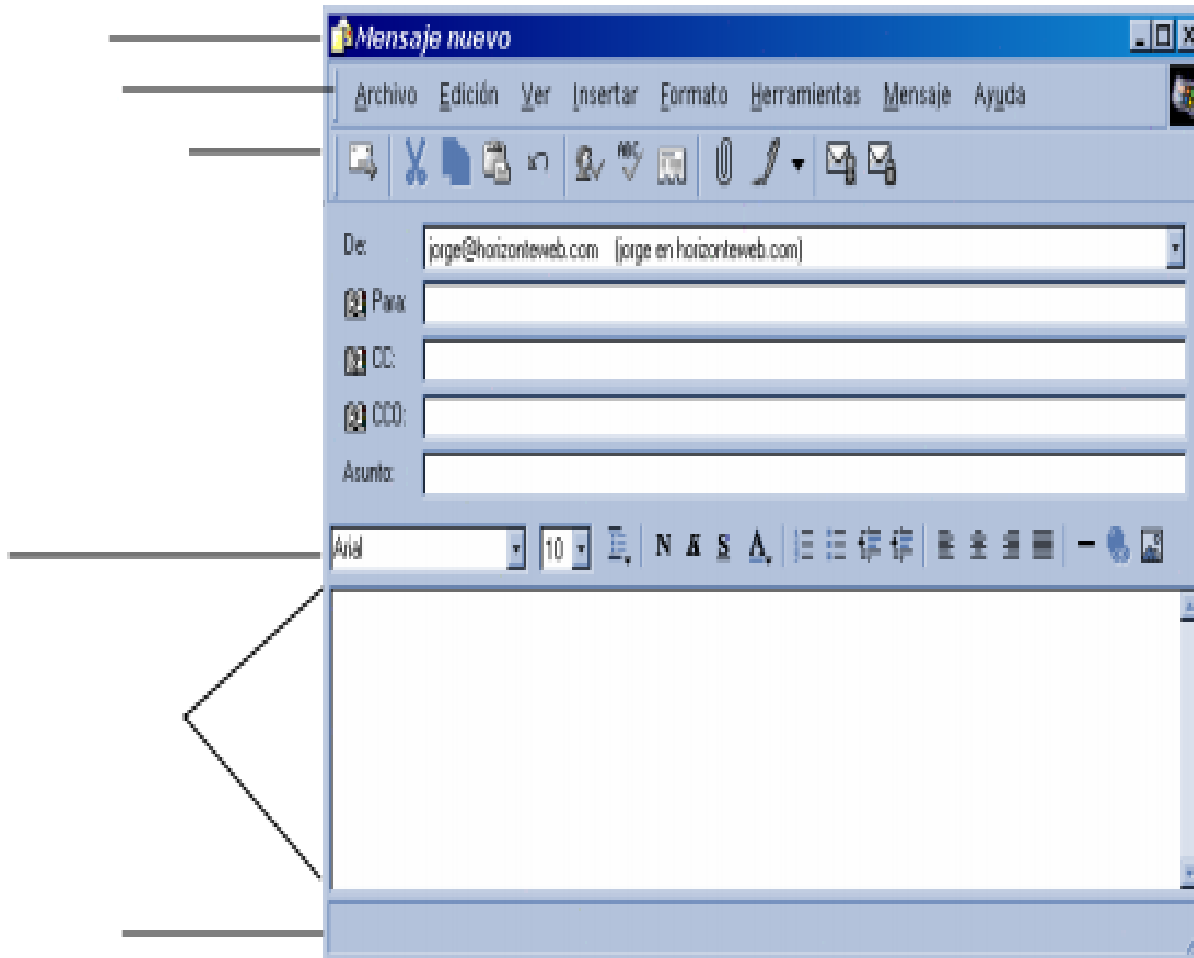 Mensaje nuevo
Archivo Edición Ver Insertar Formato Herramientas Mensaje Ayuda
ABC
De: jorge@horizonteweb.com (jorge en horizonteweb.com)
Para:
CC:
CCO:
Asunto:
Arial 10 N K S A